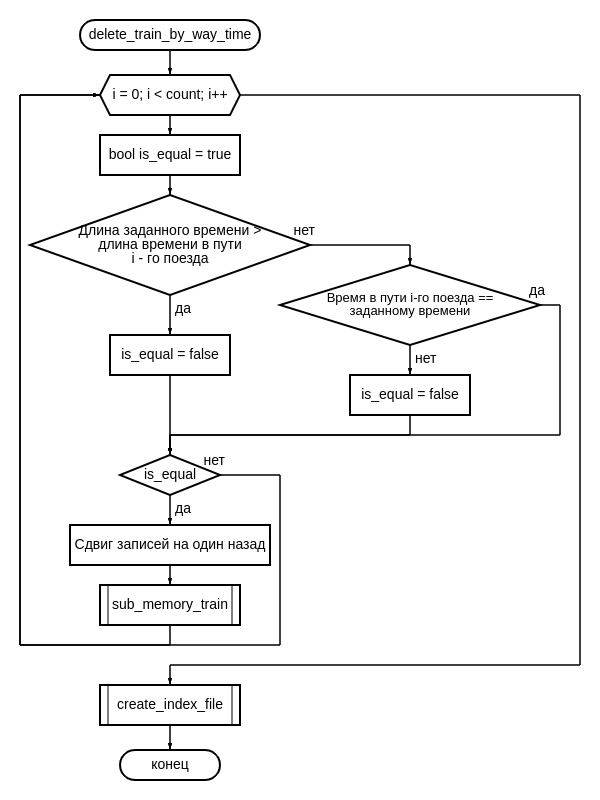 delete_train_by_way_time
i = 0; i < count; i++
bool is_equal = true
Длина заданного времени >
длина времени в пути
i - го поезда
нет
да
Время в пути i-го поезда ==
заданному времени
да
нет
is_equal = false
is_equal = false
is_equal
нет
да
Сдвиг записей на один назад
sub_memory_train
create_index_file
конец